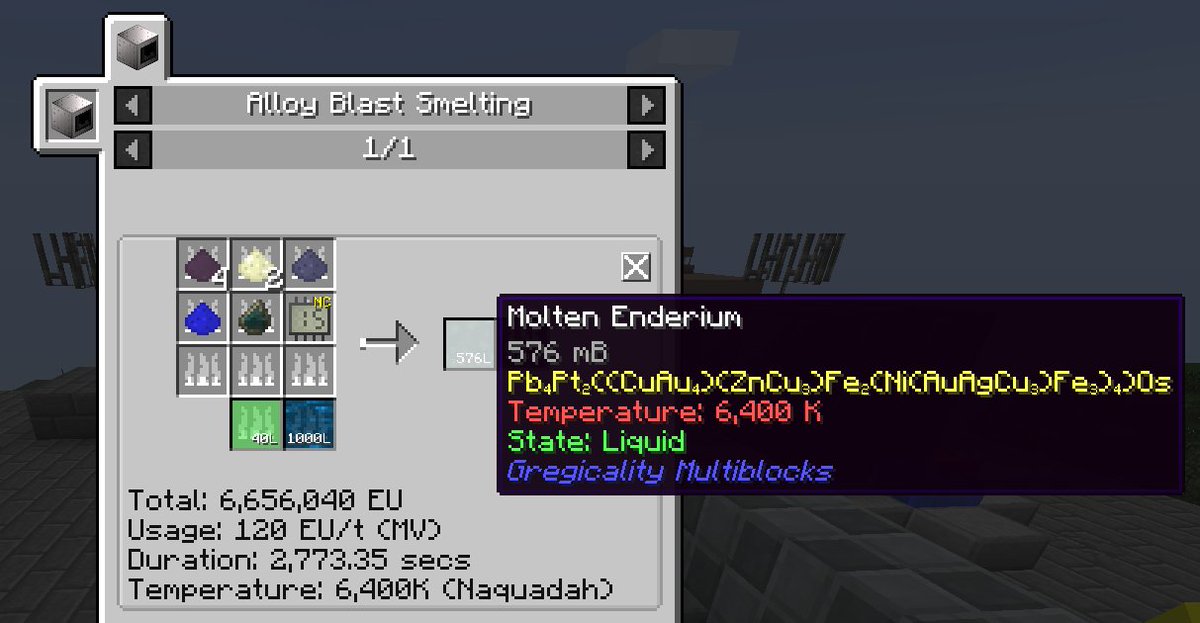 Alloy Blast Smelting
1/1
4
2
NC
15
576L
40L
1000L
Molten Enderium
576 mB
Pb₄Pt₂(((CuAu₄)(ZnCu₃)Fe₂(Ni(AuAgCu₃)Fe₃)₄)Os
Temperature: 6,400 K
State: Liquid
Gregicality Multiblocks
Total: 6,656,040 EU
Usage: 120 EU/t (MV)
Duration: 2,773.35 secs
Temperature: 6,400K (Naquadah)